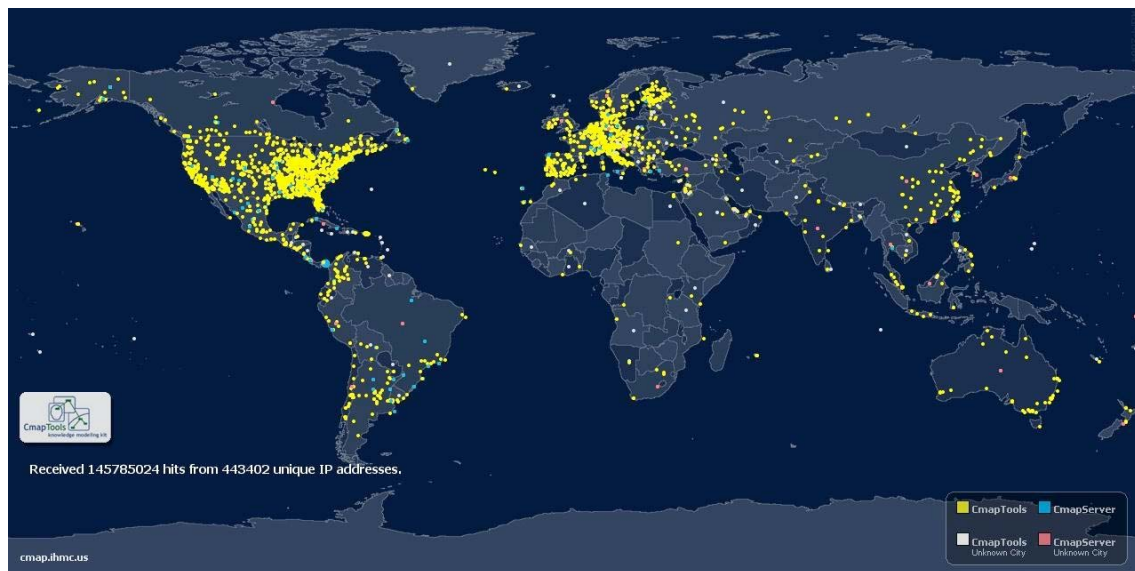 CmapTools
knowledge modeling kit
Received 145785024 hits from 443402 unique IP addresses.
CmapTools
CmapServer
CmapTools
Unknown City
CmapServer
Unknown City
cmap.ihmc.us